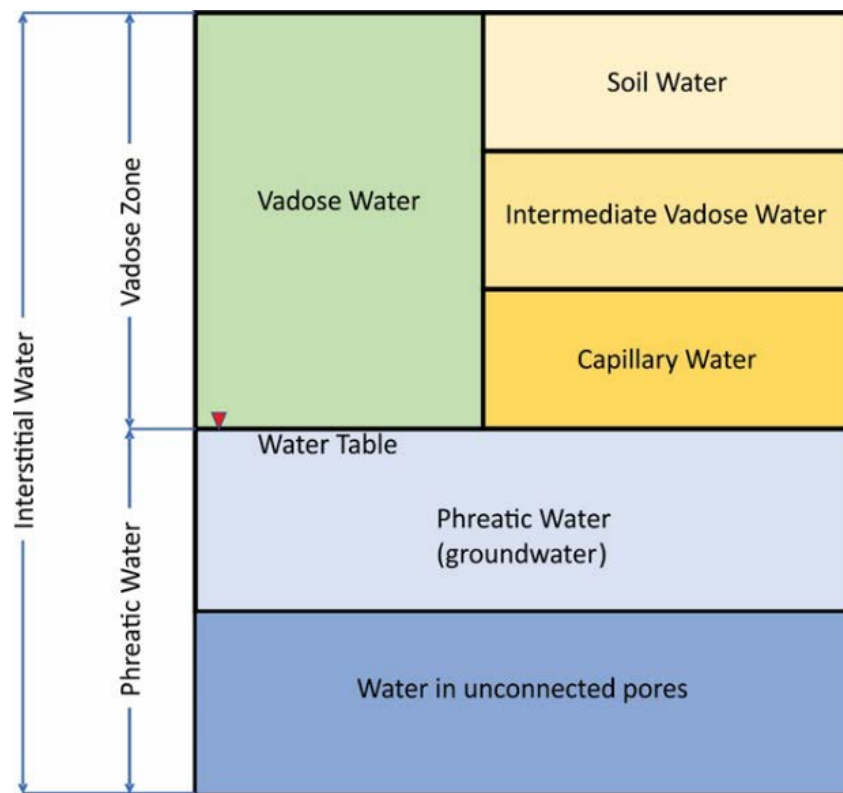 Interstitial Water
Vadose Zone
Phreatic Water
Vadose Water
Soil Water
Intermediate Vadose Water
Capillary Water
Water Table
Phreatic Water
(groundwater)
Water in unconnected pores